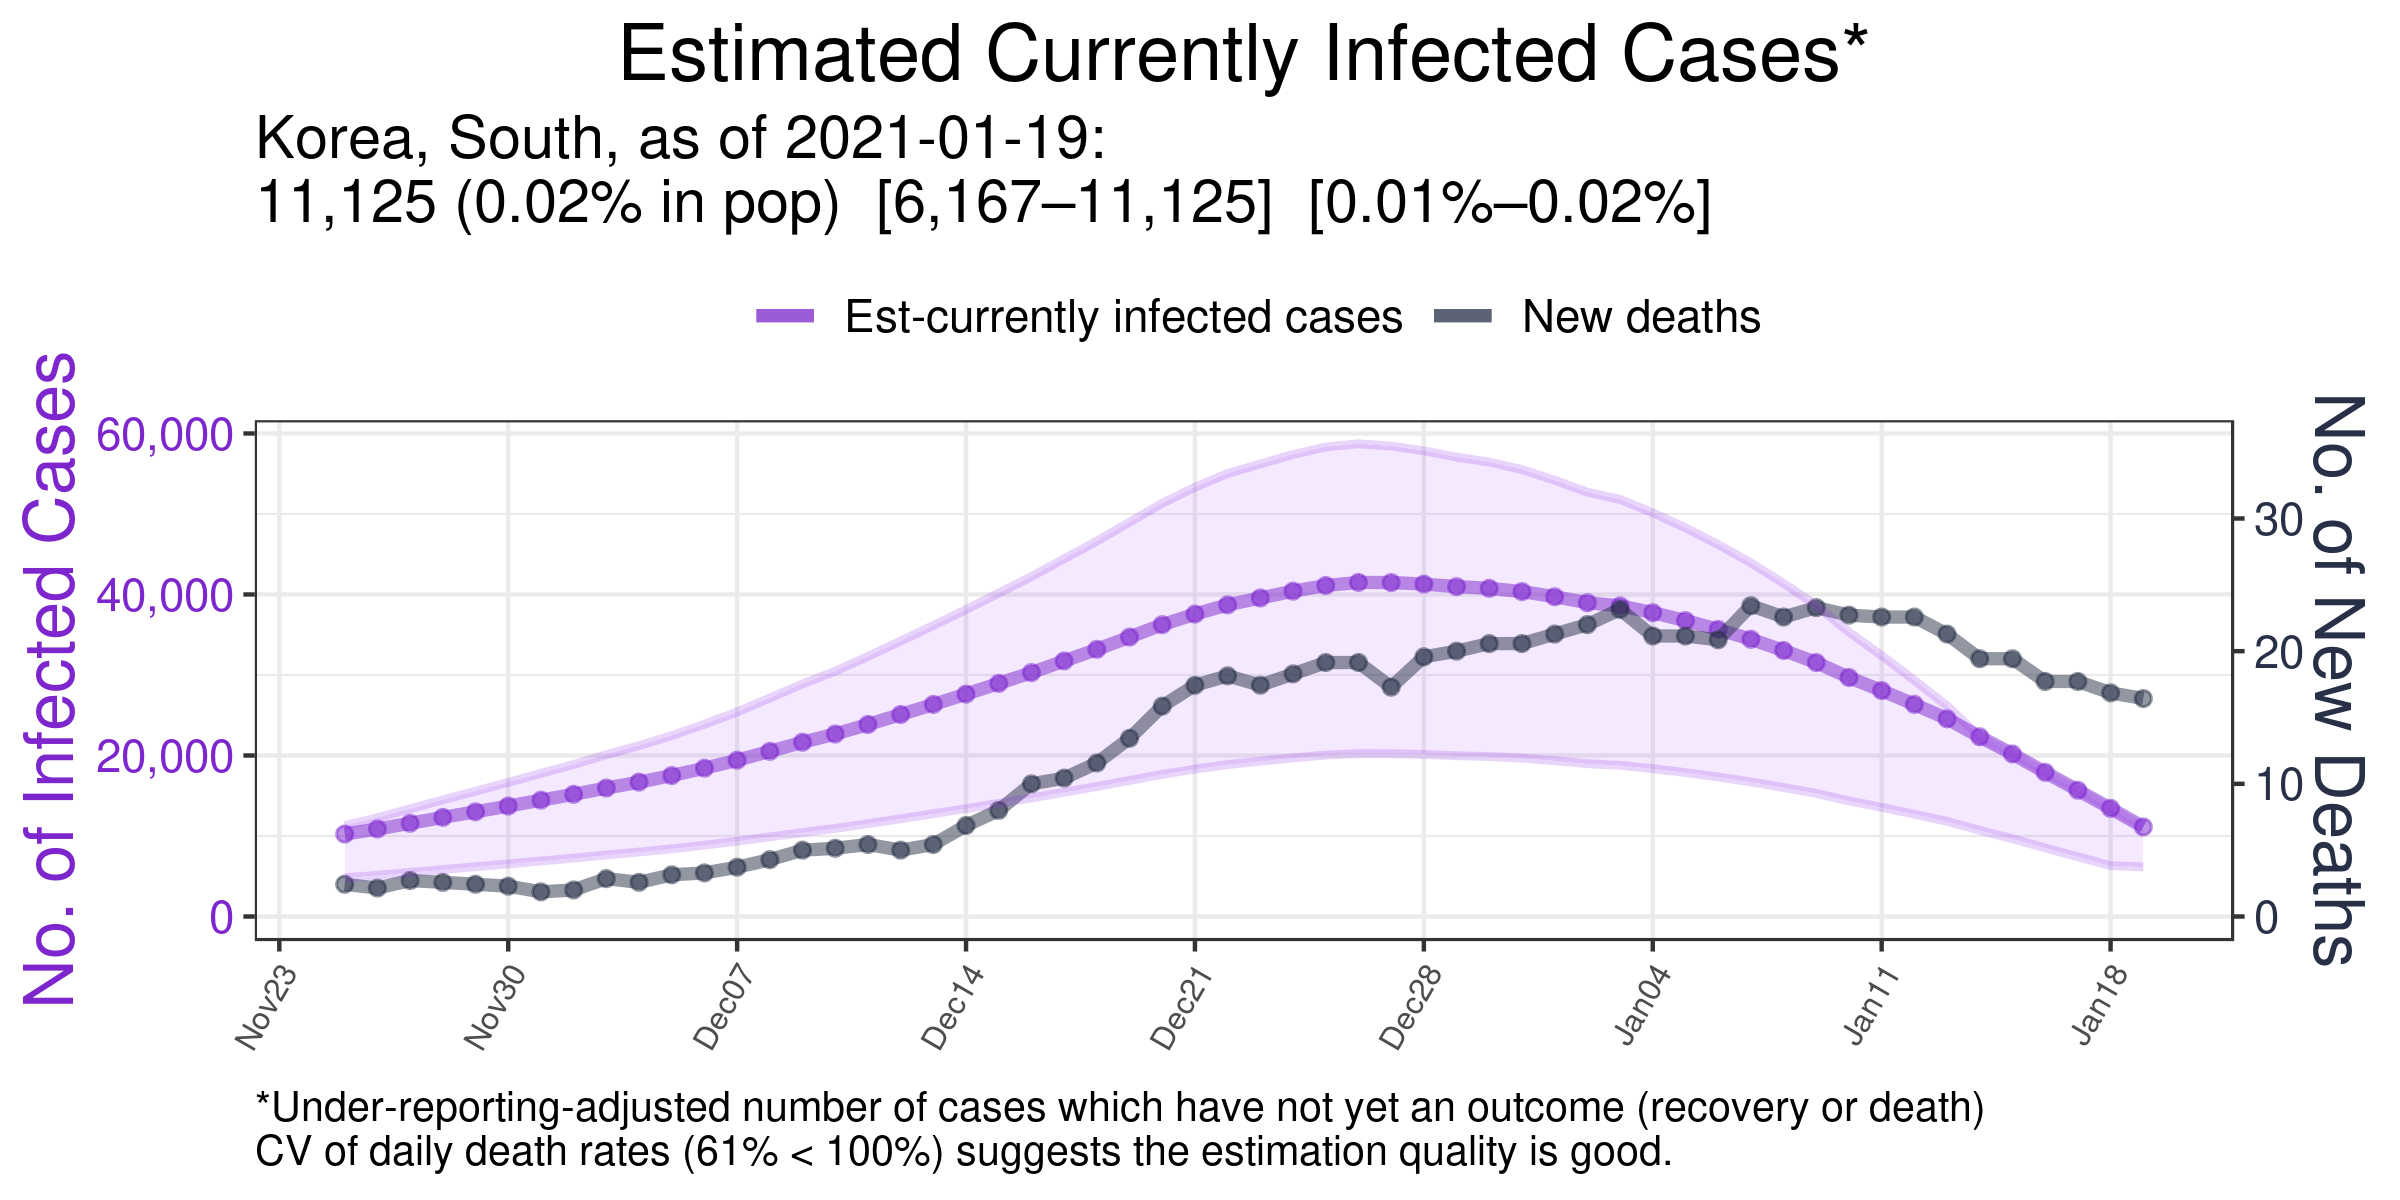 Estimated Currently Infected Cases*
Korea, South, as of 2021-01-19:
11,125 (0.02% in pop)  [6,167–11,125]  [0.01%–0.02%]
Est-currently infected cases
New deaths
No. of Infected Cases
60,000
40,000
20,000
0
30
20
10
0
No. of New Deaths
Nov23
Nov30
Dec07
Dec14
Dec21
Dec28
Jan04
Jan11
Jan18
*Under-reporting-adjusted number of cases which have not yet an outcome (recovery or death)
CV of daily death rates (61% < 100%) suggests the estimation quality is good.